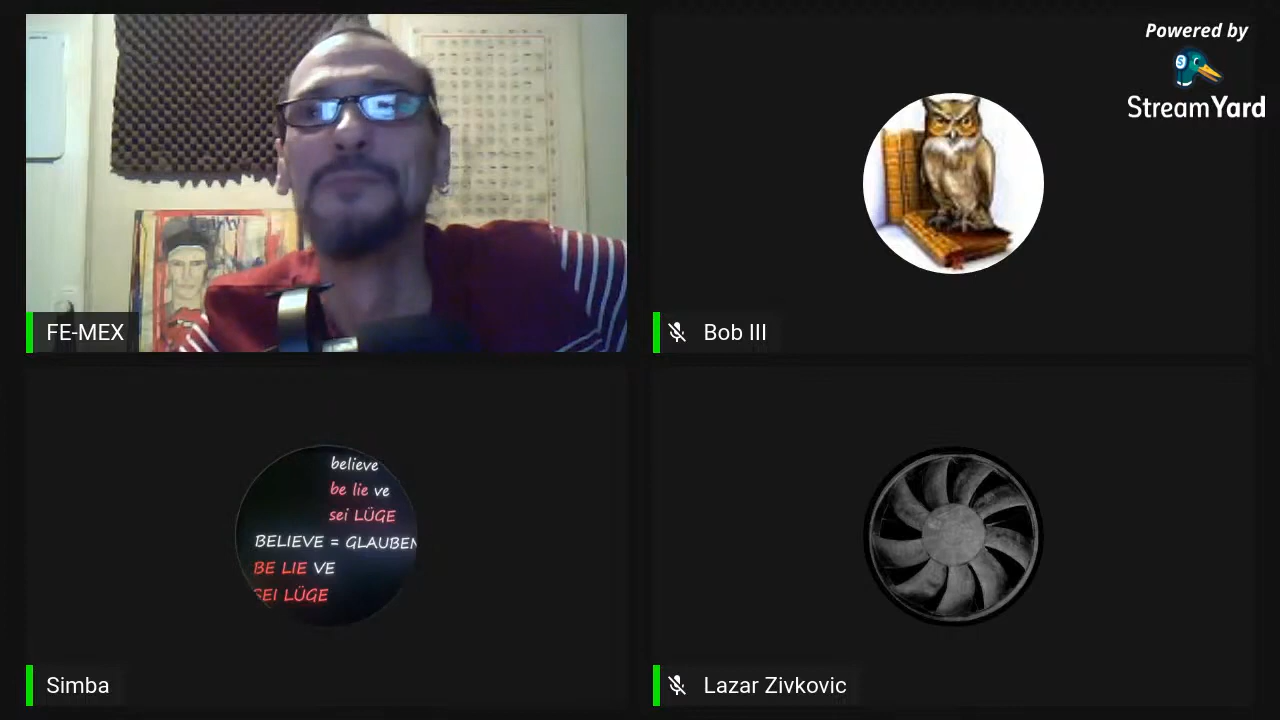 Powered by
StreamYard
FE-MEX
Bob III
believe
be lie ve
sei LÜGE
BELIEVE = GLAUBEN
BE LIE VE
SEI LÜGE
Simba
Lazar Zivkovic